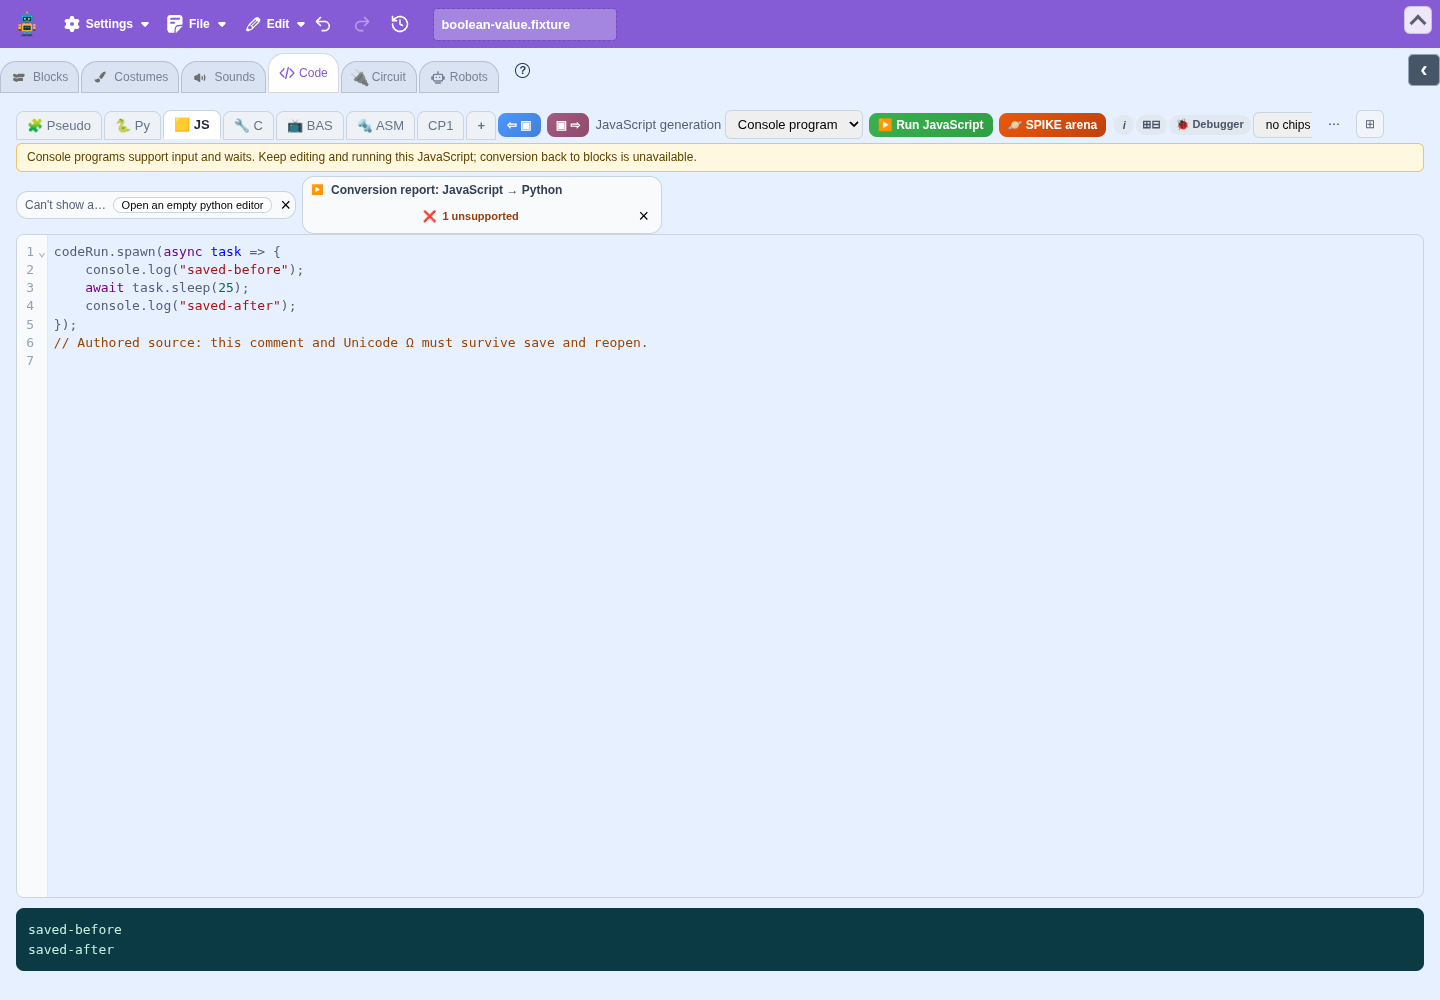 Settings File Edit boolean-value.fixture
Blocks Costumes Sounds Code Circuit Robots ?
Pseudo Py JS C BAS ASM CP1 + JavaScript generation Console program Run JavaScript SPIKE arena i Debugger no chips ...
Console programs support input and waits. Keep editing and running this JavaScript; conversion back to blocks is unavailable.
Can't show a… Open an empty python editor ×
Conversion report: JavaScript → Python
1 unsupported ×
1 codeRun.spawn(async task => {
2 console.log("saved-before");
3 await task.sleep(25);
4 console.log("saved-after");
5 });
6 // Authored source: this comment and Unicode Ω must survive save and reopen.
7
saved-before
saved-after